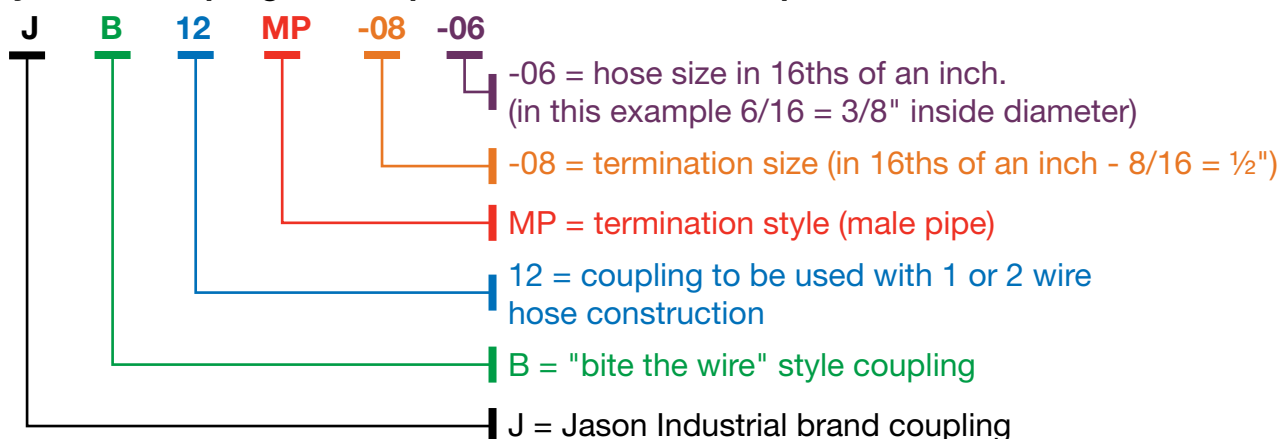 J B 12 MP -08 -06
-06 = hose size in 16ths of an inch.
(in this example 6/16 = 3/8" inside diameter)
-08 = termination size (in 16ths of an inch - 8/16 = ½")
MP = termination style (male pipe)
12 = coupling to be used with 1 or 2 wire
hose construction
B = "bite the wire" style coupling
J = Jason Industrial brand coupling